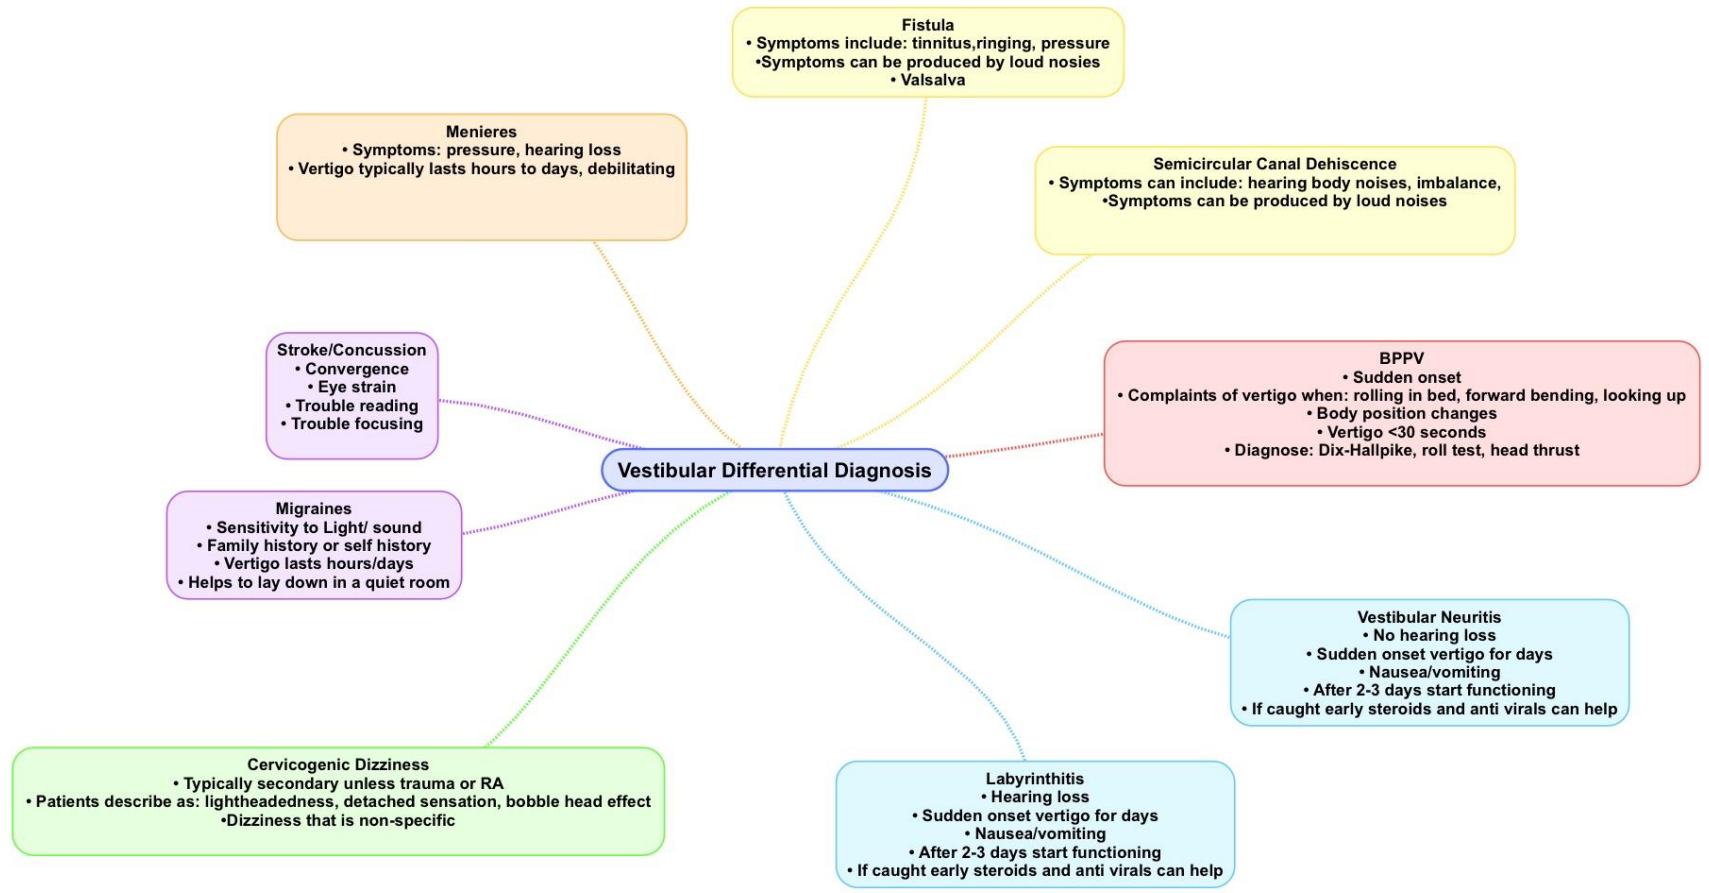 Fistula
• Symptoms include: tinnitus,ringing, pressure
•Symptoms can be produced by loud nosies
• Valsalva
Menieres
• Symptoms: pressure, hearing loss
• Vertigo typically lasts hours to days, debilitating
Semicircular Canal Dehiscence
• Symptoms can include: hearing body noises, imbalance,
•Symptoms can be produced by loud noises
Stroke/Concussion
• Convergence
• Eye strain
• Trouble reading
• Trouble focusing
BPPV
• Sudden onset
• Complaints of vertigo when: rolling in bed, forward bending, looking up
• Body position changes
• Vertigo <30 seconds
• Diagnose: Dix-Hallpike, roll test, head thrust
Vestibular Differential Diagnosis
Migraines
• Sensitivity to Light/ sound
• Family history or self history
• Vertigo lasts hours/days
• Helps to lay down in a quiet room
Vestibular Neuritis
• No hearing loss
• Sudden onset vertigo for days
• Nausea/vomiting
• After 2-3 days start functioning
• If caught early steroids and anti virals can help
Cervicogenic Dizziness
• Typically secondary unless trauma or RA
• Patients describe as: lightheadedness, detached sensation, bobble head effect
•Dizziness that is non-specific
Labyrinthitis
• Hearing loss
• Sudden onset vertigo for days
• Nausea/vomiting
• After 2-3 days start functioning
• If caught early steroids and anti virals can help